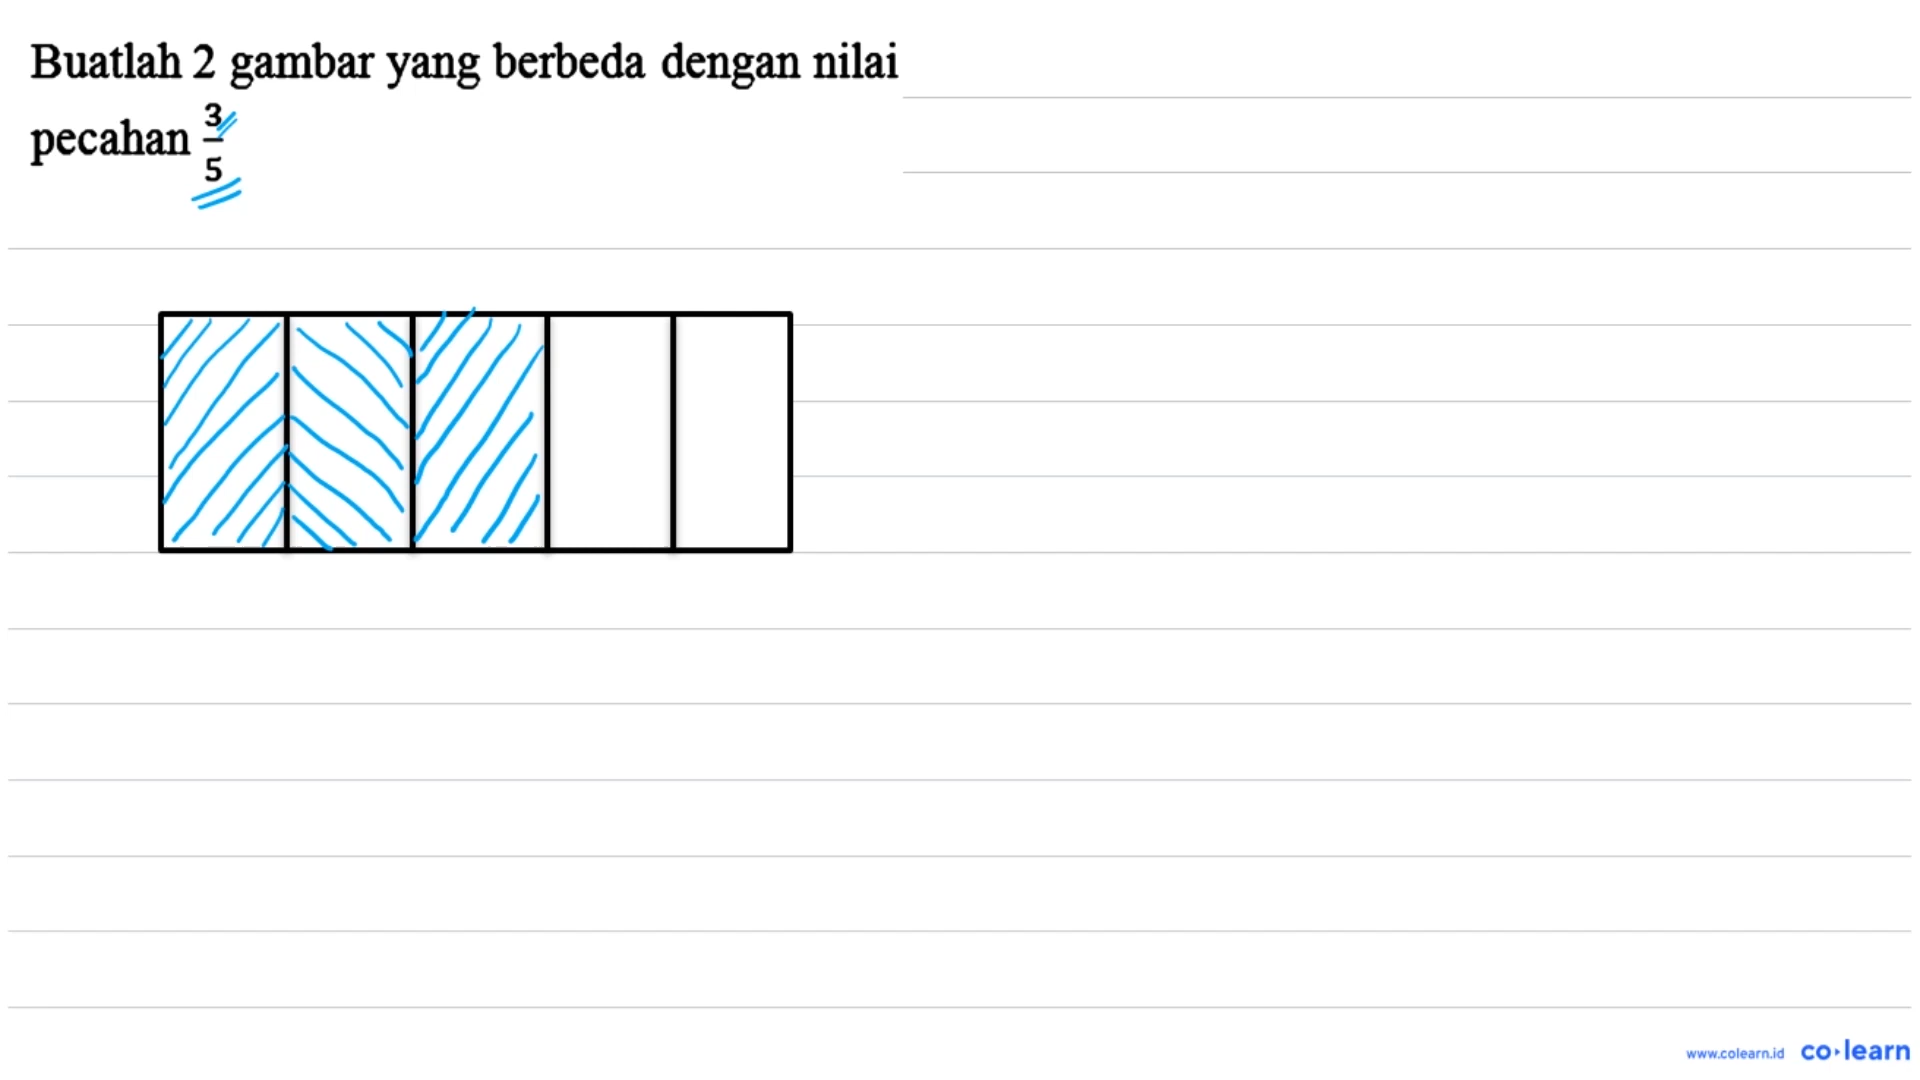 Buatlah 2 gambar yang berbeda dengan nilai
pecahan 3/5
www.colearn.id co learn